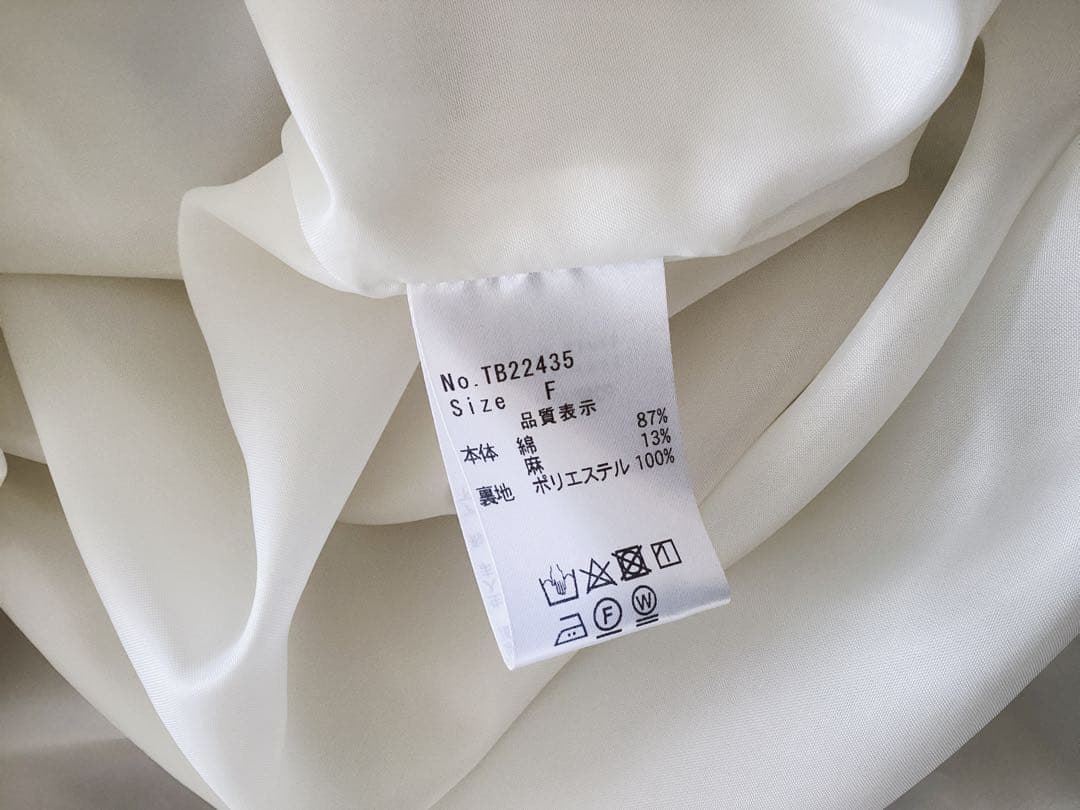 No.TB22435
Size F
品質表示
本体 綿 87%
麻 13%
裏地 ポリエステル 100%
F W